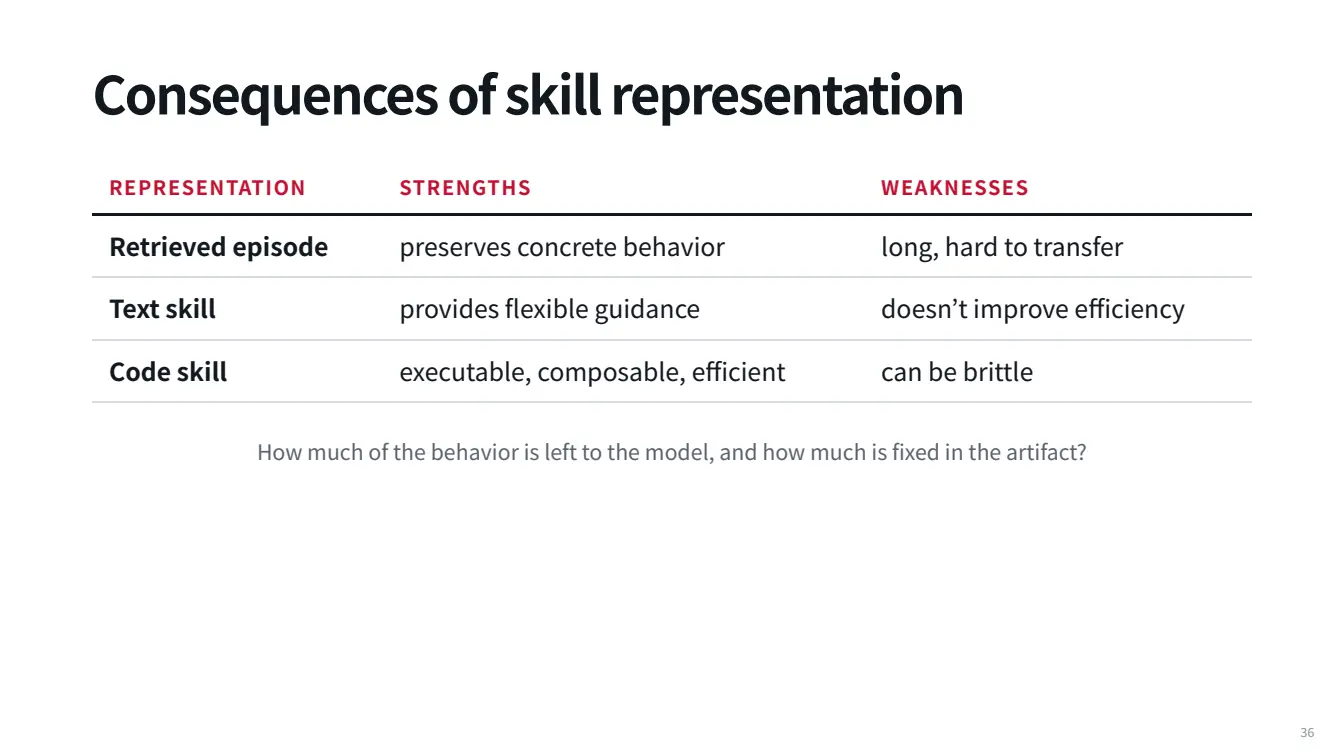 Consequences of skill representation
REPRESENTATION STRENGTHS WEAKNESSES
Retrieved episode preserves concrete behavior long, hard to transfer
Text skill provides flexible guidance doesn’t improve efficiency
Code skill executable, composable, efficient can be brittle
How much of the behavior is left to the model, and how much is fixed in the artifact?
36